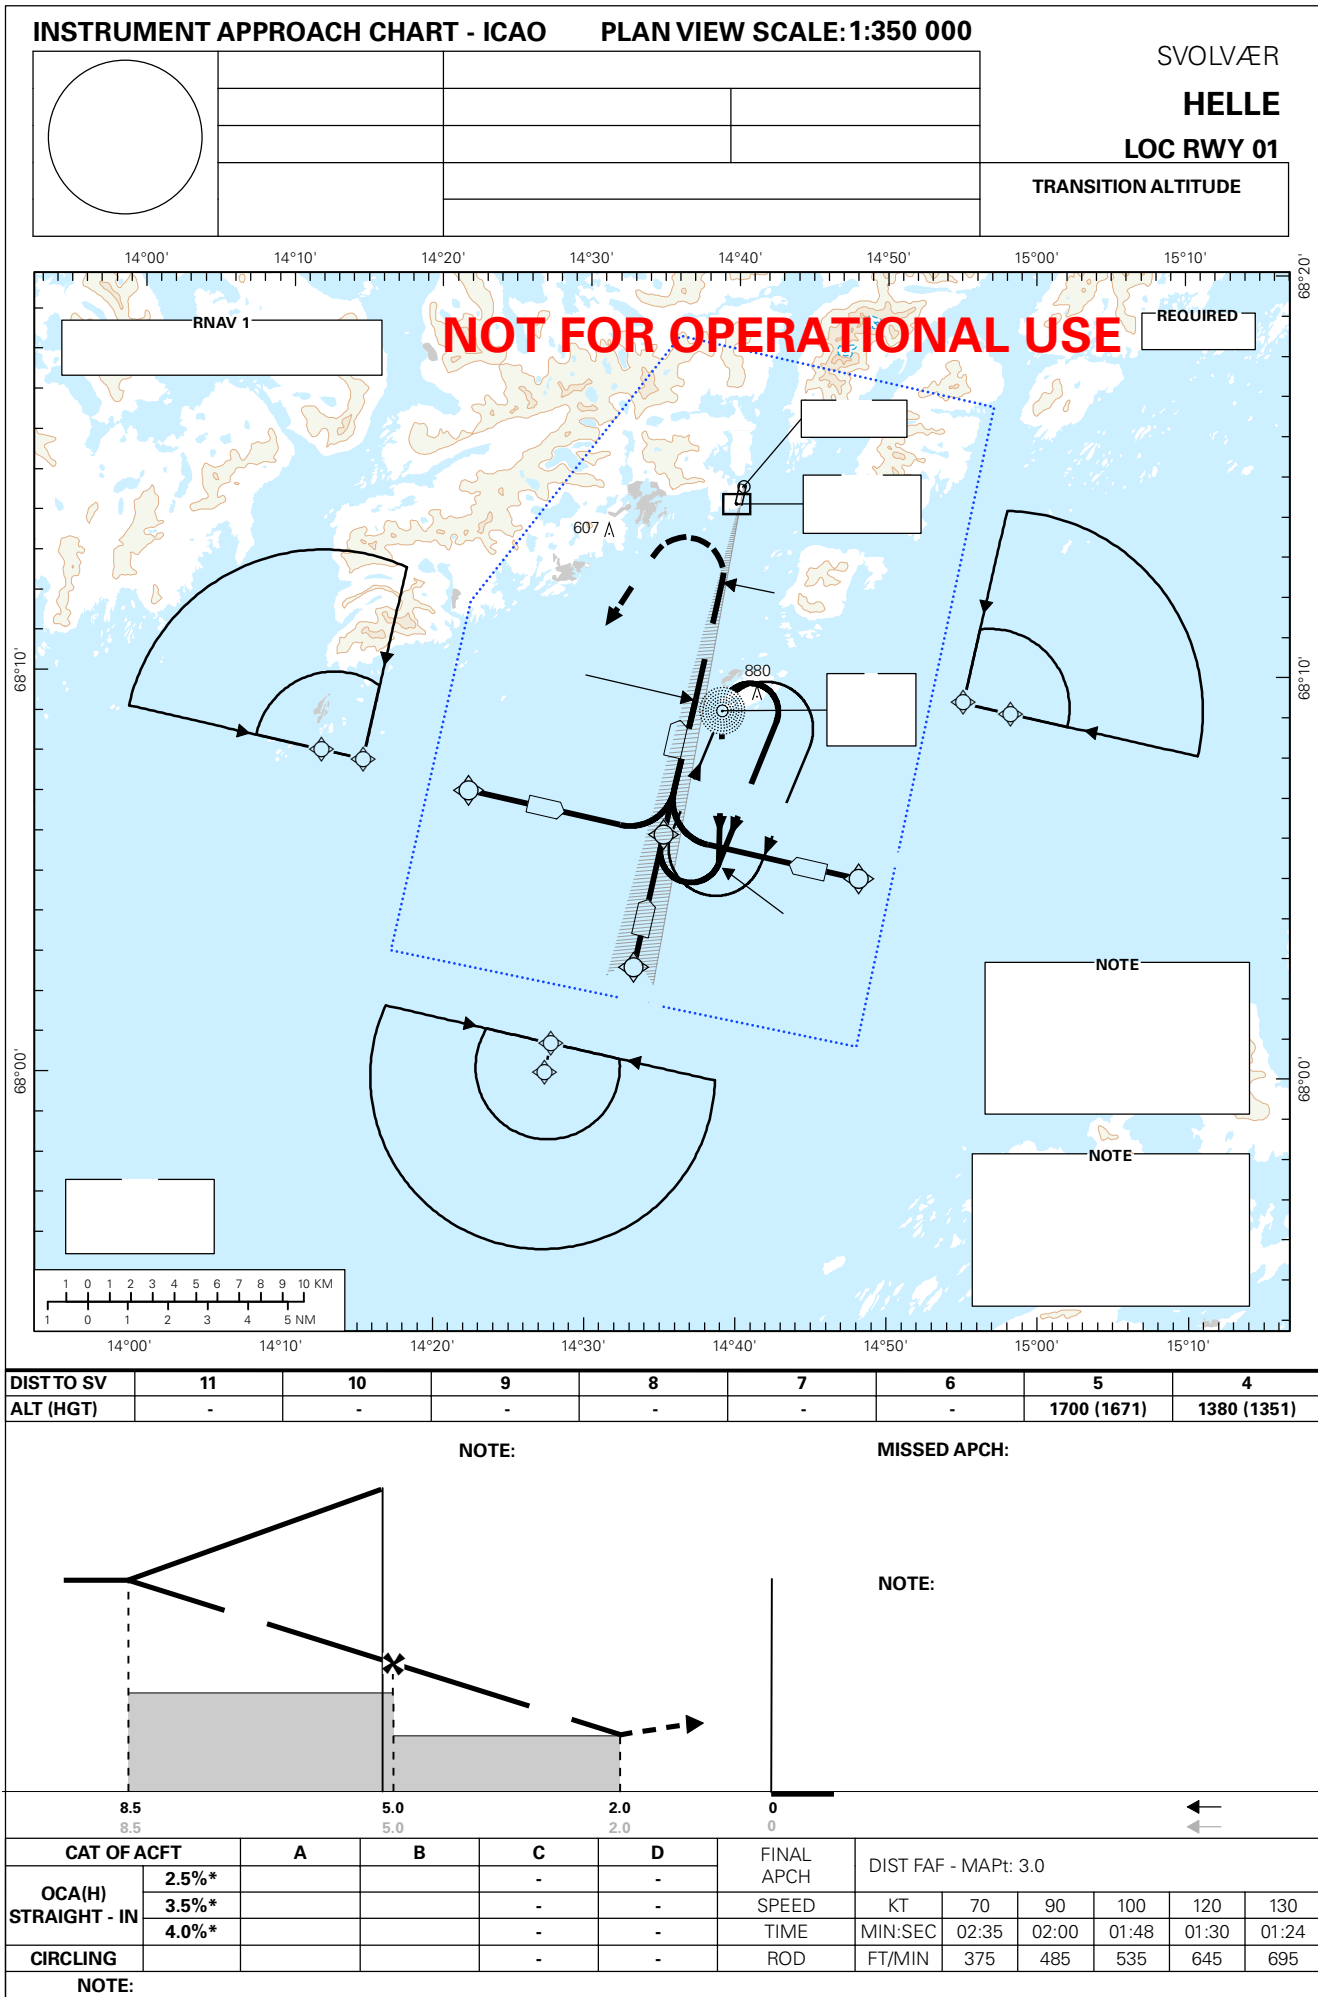 INSTRUMENT APPROACH CHART - ICAO PLAN VIEW SCALE: 1:350 000
SVOLVÆR
HELLE
LOC RWY 01
TRANSITION ALTITUDE
14°00' 14°10' 14°20' 14°30' 14°40' 14°50' 15°00' 15°10'
68°20'
RNAV 1
NOT FOR OPERATIONAL USE
REQUIRED
607
68°10' 68°10'
880
NOTE
68°00' 68°00'
NOTE
1 0 1 2 3 4 5 6 7 8 9 10 KM
1 0 1 2 3 4 5 NM
14°00' 14°10' 14°20' 14°30' 14°40' 14°50' 15°00' 15°10'
DIST TO SV 11 10 9 8 7 6 5 4
ALT (HGT) - - - - - - 1700 (1671) 1380 (1351)
NOTE: MISSED APCH:
NOTE:
8.5 5.0 2.0 0
8.5 5.0 2.0 0
CAT OF ACFT A B C D FINAL APCH DIST FAF - MAPt: 3.0
OCA(H) STRAIGHT - IN 2.5%* - -
3.5%* - - SPEED KT 70 90 100 120 130
4.0%* - - TIME MIN:SEC 02:35 02:00 01:48 01:30 01:24
CIRCLING - - ROD FT/MIN 375 485 535 645 695
NOTE: